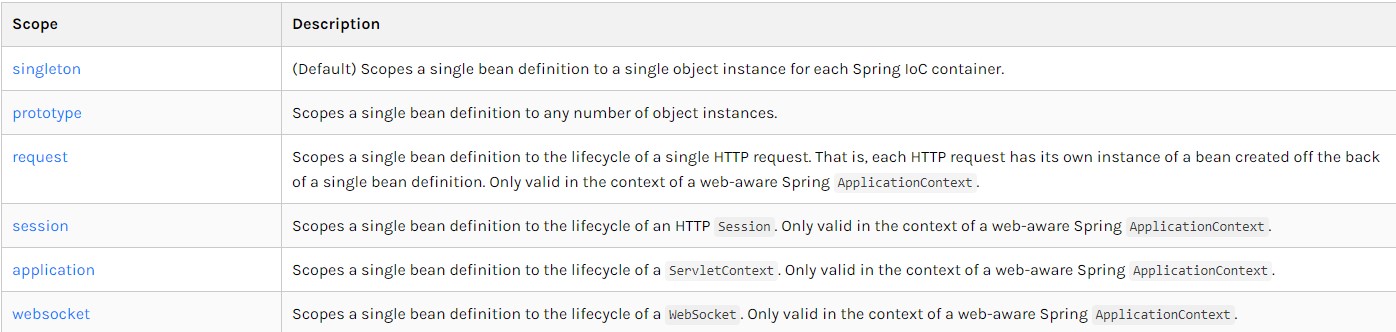 Scope Description
singleton (Default) Scopes a single bean definition to a single object instance for each Spring IoC container.
prototype Scopes a single bean definition to any number of object instances.
request Scopes a single bean definition to the lifecycle of a single HTTP request. That is, each HTTP request has its own instance of a bean created off the back
of a single bean definition. Only valid in the context of a web-aware Spring ApplicationContext.
session Scopes a single bean definition to the lifecycle of an HTTP Session. Only valid in the context of a web-aware Spring ApplicationContext.
application Scopes a single bean definition to the lifecycle of a ServletContext. Only valid in the context of a web-aware Spring ApplicationContext.
websocket Scopes a single bean definition to the lifecycle of a WebSocket. Only valid in the context of a web-aware Spring ApplicationContext.